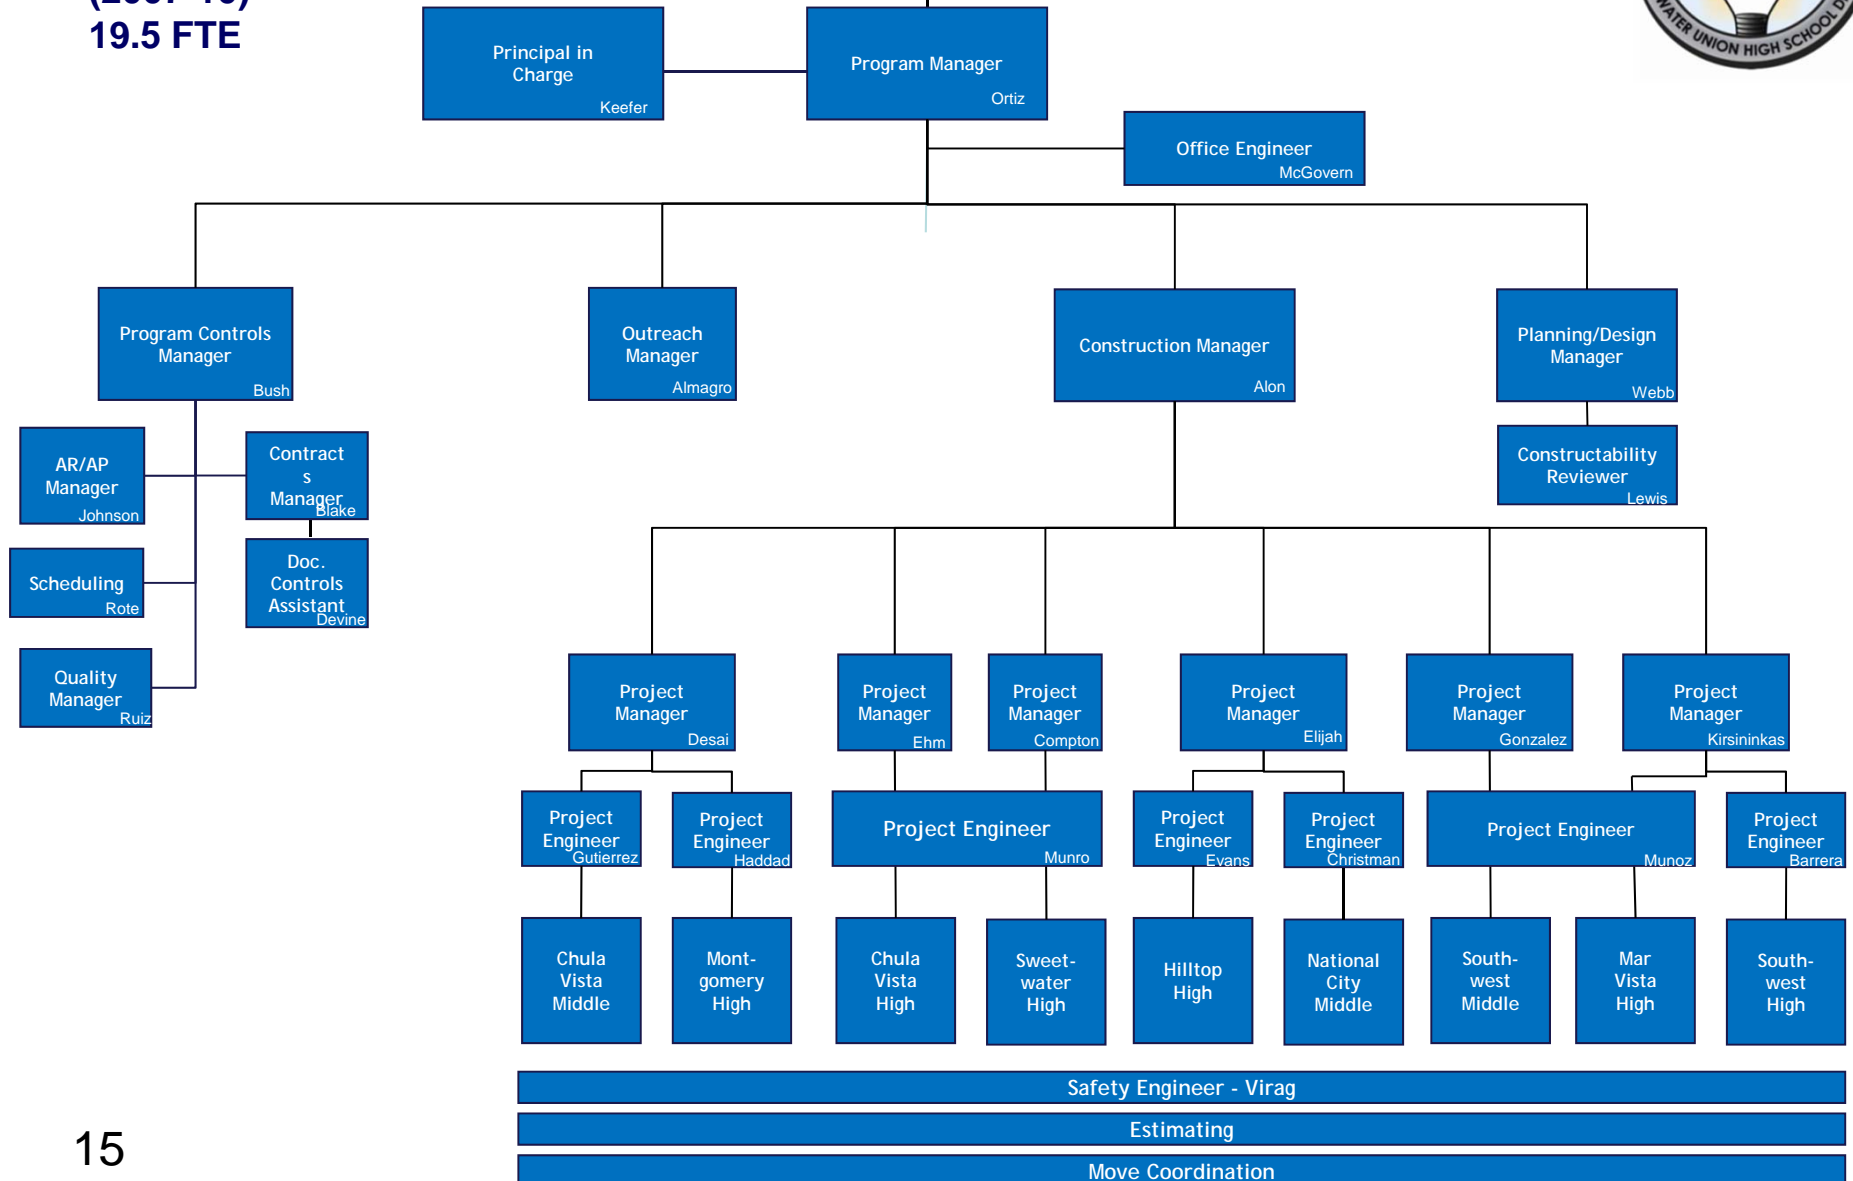 19.5 FTE
WATER UNION HIGH SCHOOL D
Principal in
Charge
Keefer
Program Manager
Ortiz
Office Engineer
McGovern
Program Controls
Manager
Bush
Outreach
Manager
Almagro
Construction Manager
Alon
Planning/Design
Manager
Webb
AR/AP
Manager
Johnson
Contract
s
Manager
Blake
Constructability
Reviewer
Lewis
Scheduling
Rote
Doc.
Controls
Assistant
Devine
Quality
Manager
Ruiz
Project
Manager
Desai
Project
Manager
Ehm
Project
Manager
Compton
Project
Manager
Elijah
Project
Manager
Gonzalez
Project
Manager
Kirsininkas
Project
Engineer
Gutierrez
Project
Engineer
Haddad
Project Engineer
Munro
Project
Engineer
Evans
Project
Engineer
Christman
Project Engineer
Munoz
Project
Engineer
Barrera
Chula
Vista
Middle
Mont-
gomery
High
Chula
Vista
High
Sweet-
water
High
Hilltop
High
National
City
Middle
South-
west
Middle
Mar
Vista
High
South-
west
High
Safety Engineer - Virag
Estimating
Move Coordination
15